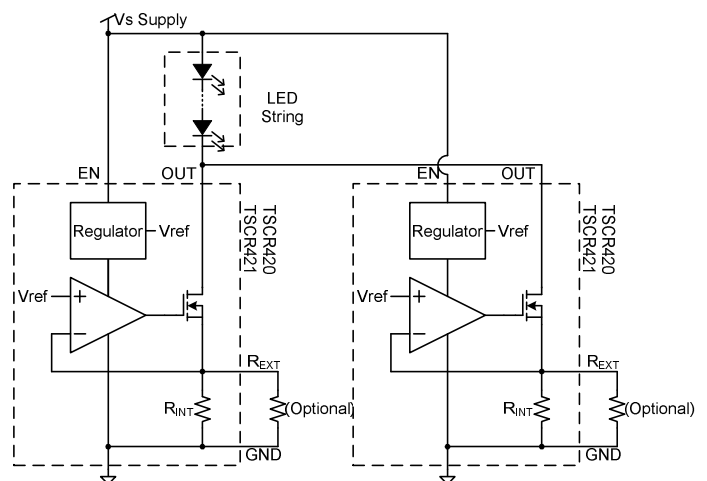 Vs Supply
LED
String
EN
OUT
EN
OUT
TSCR420
TSCR421
TSCR420
TSCR421
Regulator
Vref
Regulator
Vref
Vref
+
−
Vref
+
−
REXT
REXT
RINT
(Optional)
RINT
(Optional)
GND
GND